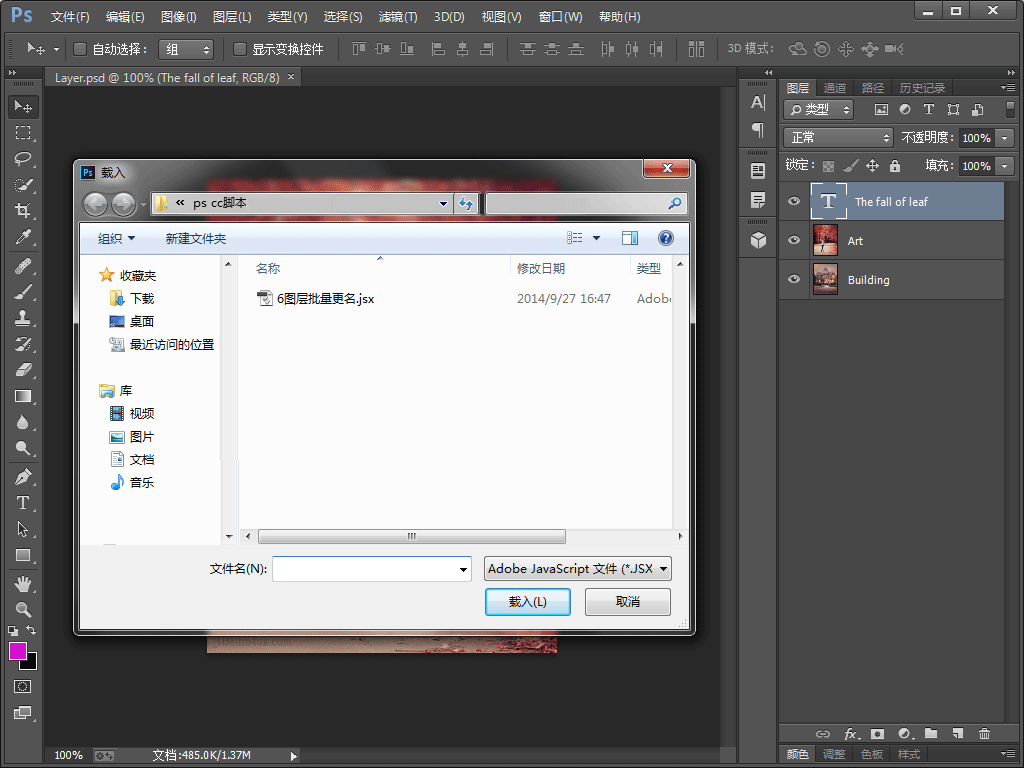 Ps 文件(F) 编辑(E) 图像(I) 图层(L) 类型(Y) 选择(S) 滤镜(T) 3D(D) 视图(V) 窗口(W) 帮助(H)
自动选择: 组 显示变换控件 3D 模式:
Layer.psd @ 100% (The fall of leaf, RGB/8) ×
图层 通道 路径 历史记录
类型
正常 不透明度: 100%
锁定: 填充: 100%
The fall of leaf
Art
Building
Ps 载入
« ps cc脚本
组织 新建文件夹
收藏夹
下载
桌面
最近访问的位置
库
视频
图片
文档
音乐
名称 修改日期 类型
6图层批量更名.jsx 2014/9/27 16:47 Adobe
文件名(N): Adobe JavaScript 文件 (*.JSX
载入(L) 取消
100% 文档:485.0K/1.37M
颜色 调整 色板 样式